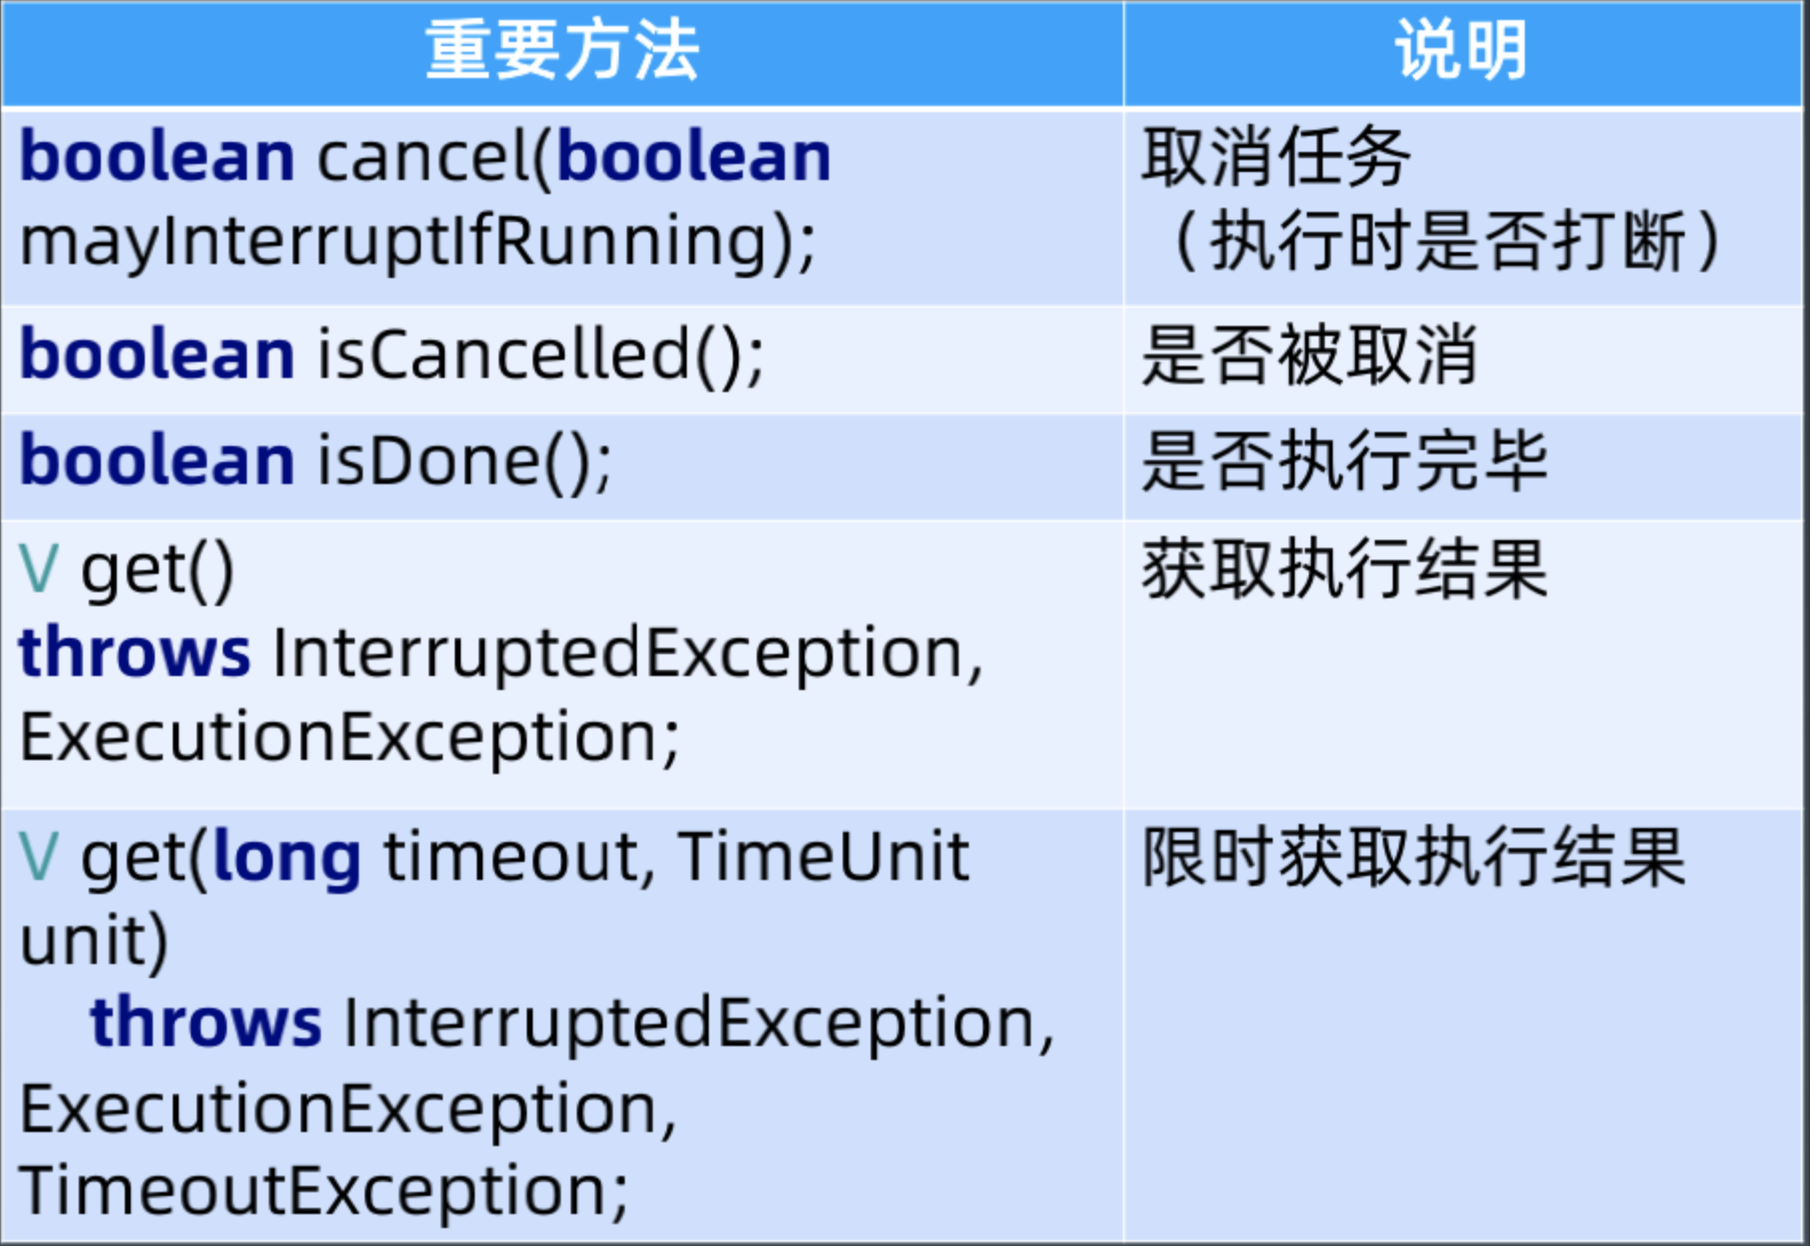 重要方法
说明
boolean cancel(boolean
mayInterruptIfRunning);
取消任务
（执行时是否打断）
boolean isCancelled();
是否被取消
boolean isDone();
是否执行完毕
V get()
throws InterruptedException,
ExecutionException;
获取执行结果
V get(long timeout, TimeUnit
unit)
throws InterruptedException,
ExecutionException,
TimeoutException;
限时获取执行结果